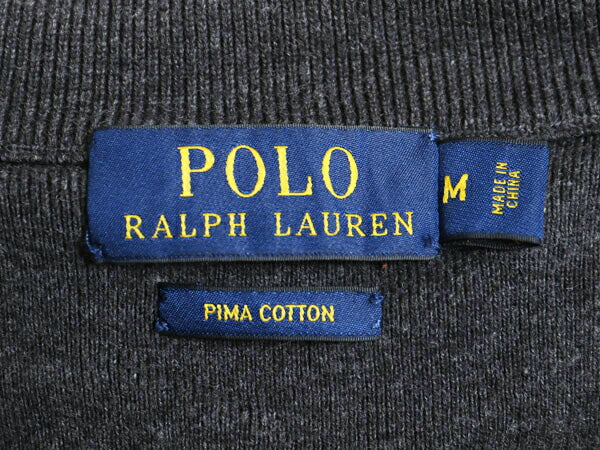 POLO
RALPH LAUREN
M
MADE IN
CHINA
PIMA COTTON